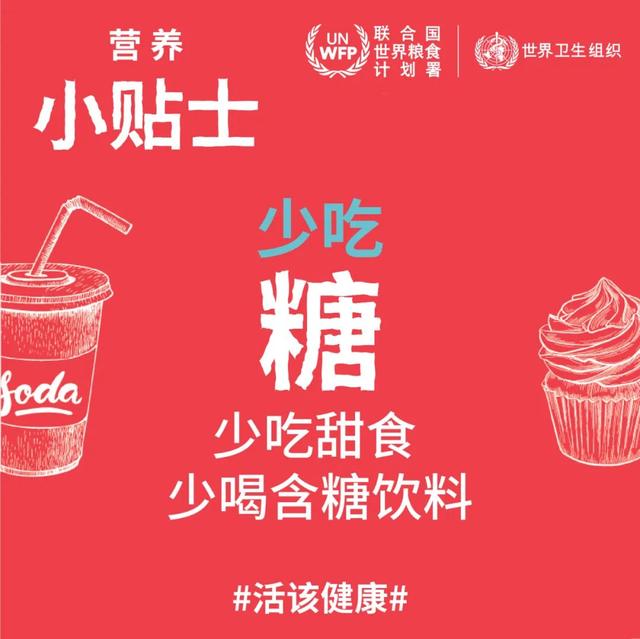 营养
小贴士
UN
WFP
联合国
世界粮食
计划署
世界卫生组织
少吃
糖
少吃甜食
少喝含糖饮料
Soda
#活该健康#